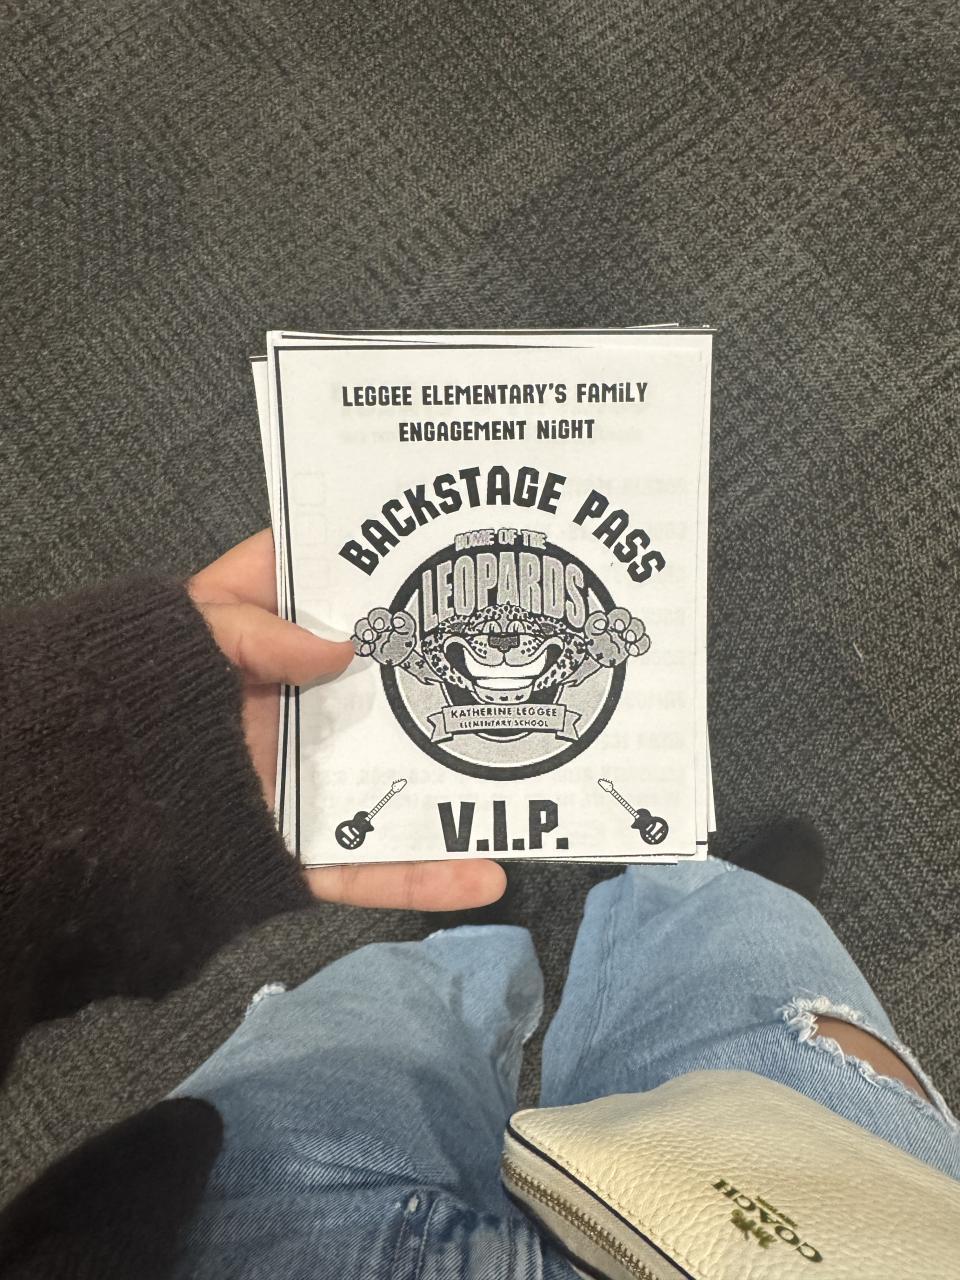 LEGGEE ELEMENTARY'S FAMiLY
ENGAGEMENT NiGHT
BACKSTAGE PASS
HOME OF THE
LEOPARDS
KATHERINE LEGGEE
ELEMENTARY SCHOOL
V.I.P.
COACH